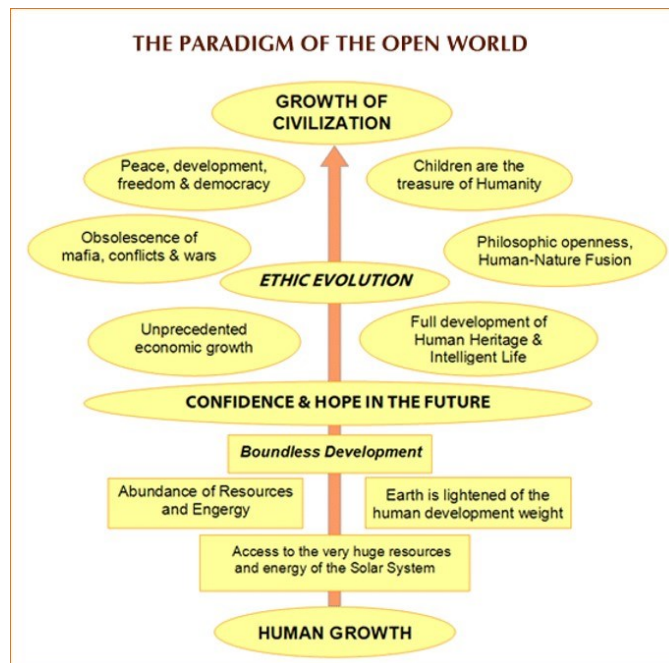 THE PARADIGM OF THE OPEN WORLD
GROWTH OF
CIVILIZATION
Peace, development,
freedom & democracy
Children are the
treasure of Humanity
Obsolescence of
mafia, conflicts & wars
Philosophic openness,
Human-Nature Fusion
ETHIC EVOLUTION
Unprecedented
economic growth
Full development of
Human Heritage &
Intelligent Life
CONFIDENCE & HOPE IN THE FUTURE
Boundless Development
Abundance of Resources
and Engergy
Earth is lightened of the
human development weight
Access to the very huge resources
and energy of the Solar System
HUMAN GROWTH